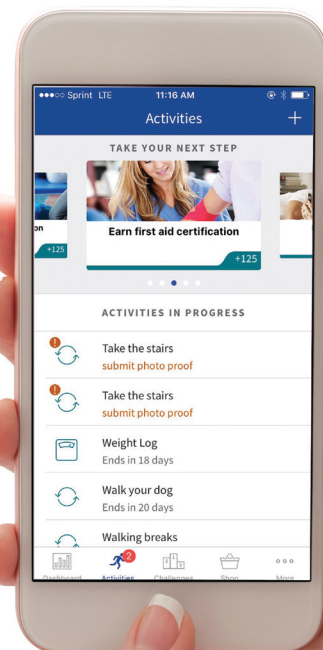 Sprint LTE 11:16 AM
Activities +
TAKE YOUR NEXT STEP
Earn first aid certification
+125
+125
ACTIVITIES IN PROGRESS
! Take the stairs
submit photo proof
! Take the stairs
submit photo proof
Weight Log
Ends in 18 days
Walk your dog
Ends in 20 days
Walking breaks
2
Dashboard Activities Challenges Shop More